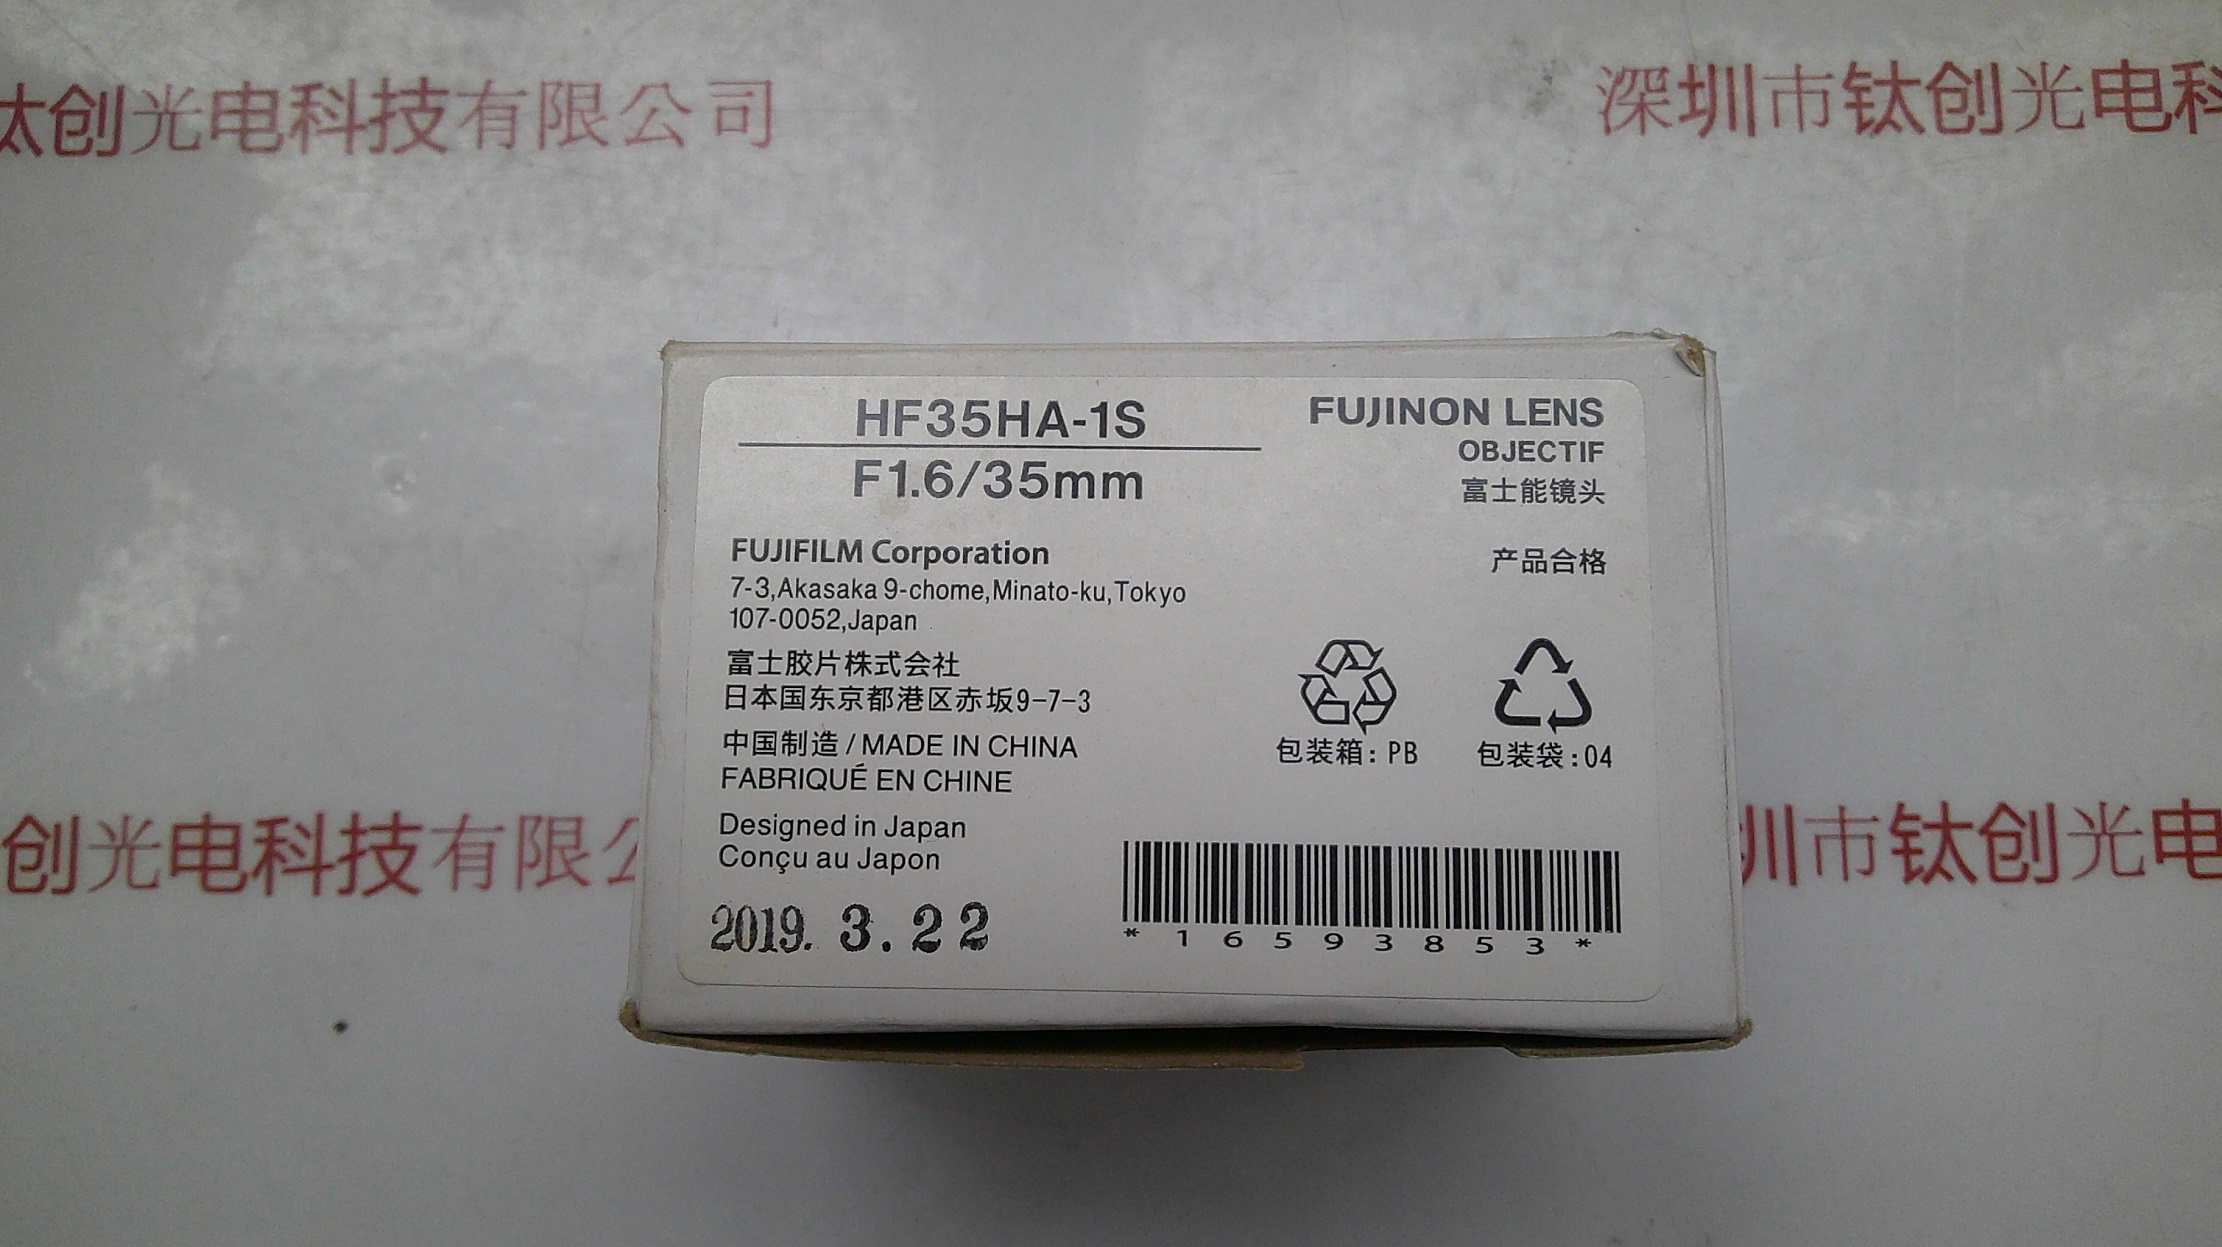 钛创光电科技有限公司
深圳市钛创光电科
HF35HA-1S
F1.6/35mm
FUJINON LENS
OBJECTIF
富士能镜头
产品合格
FUJIFILM Corporation
7-3,Akasaka 9-chome,Minato-ku,Tokyo
107-0052,Japan
富士胶片株式会社
日本国东京都港区赤坂9-7-3
中国制造 / MADE IN CHINA
FABRIQUÉ EN CHINE
Designed in Japan
Conçu au Japon
2019. 3.22
包装箱: PB
包装袋:04
*16593853*
创光电科技有限公
圳市钛创光电